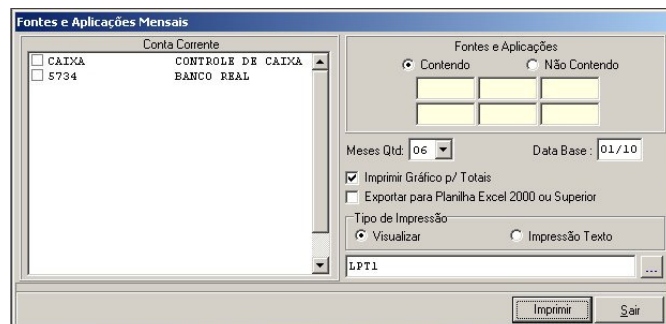 Fontes e Aplicações Mensais
Conta Corrente
CAIXA CONTROLE DE CAIXA
5734 BANCO REAL
Fontes e Aplicações
Contendo Não Contendo
Meses Qtd: 06 Data Base : 01/10
Imprimir Gráfico p/ Totais
Exportar para Planilha Excel 2000 ou Superior
Tipo de Impressão
Visualizar Impressão Texto
LPT1 ...
Imprimir Sair